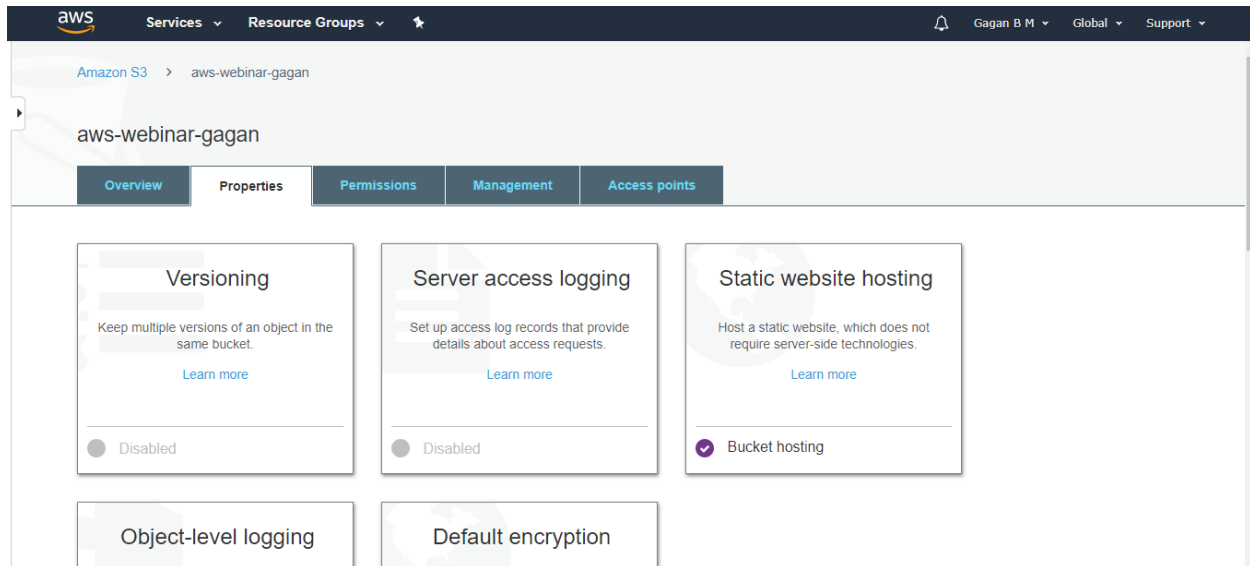 aws Services Resource Groups Gagan B M Global Support
Amazon S3 > aws-webinar-gagan
aws-webinar-gagan
Overview Properties Permissions Management Access points
Versioning
Keep multiple versions of an object in the
same bucket.
Learn more
Disabled
Server access logging
Set up access log records that provide
details about access requests.
Learn more
Disabled
Static website hosting
Host a static website, which does not
require server-side technologies.
Learn more
Bucket hosting
Object-level logging
Default encryption